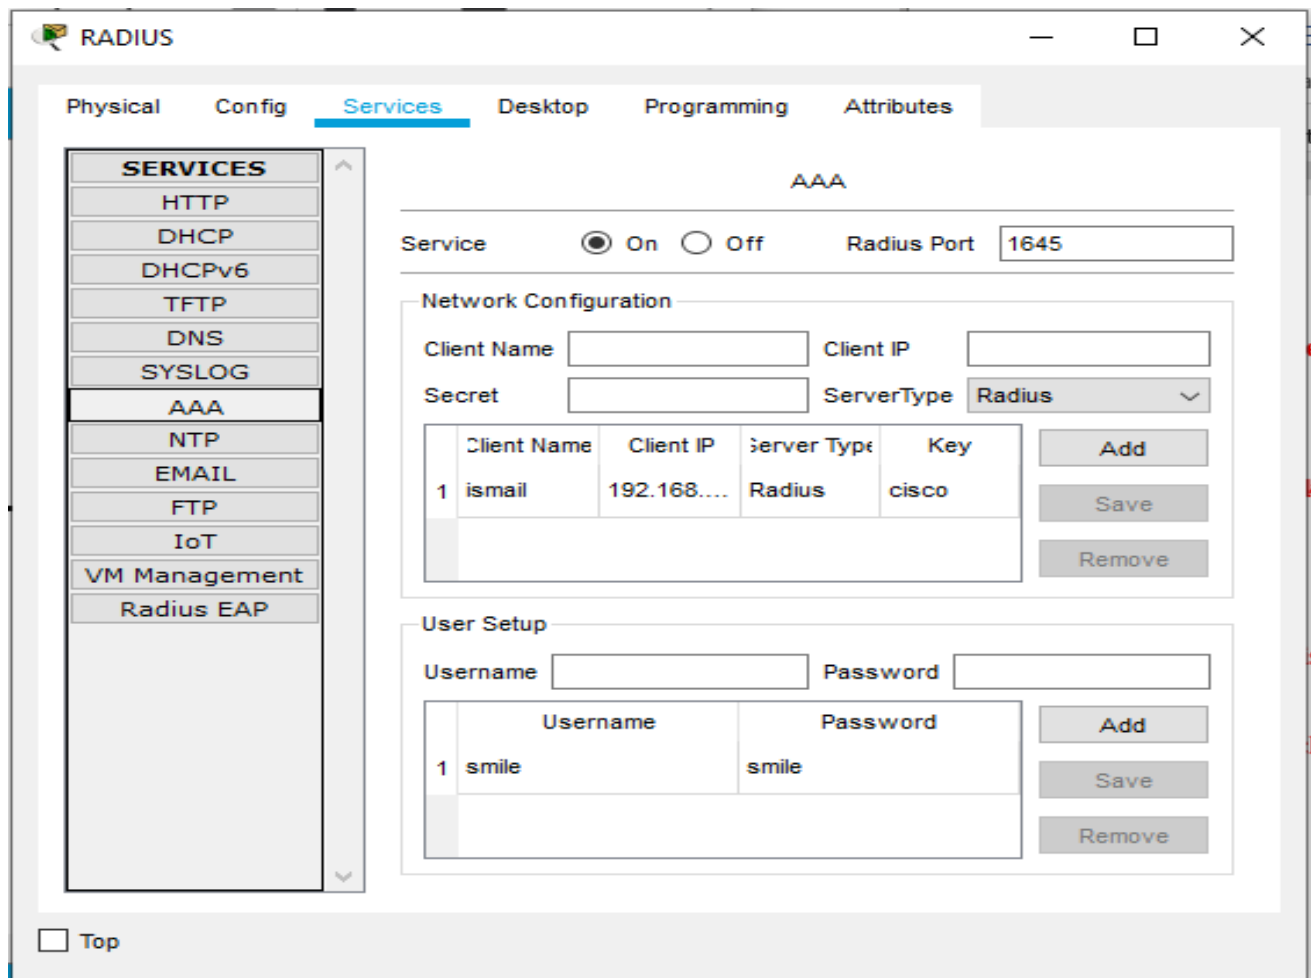 RADIUS
Physical Config Services Desktop Programming Attributes
SERVICES
HTTP
DHCP
DHCPv6
TFTP
DNS
SYSLOG
AAA
NTP
EMAIL
FTP
IoT
VM Management
Radius EAP
AAA
Service On Off Radius Port 1645
Network Configuration
Client Name Client IP
Secret ServerType Radius
Client Name Client IP Server Type Key
1 ismail 192.168.... Radius cisco
Add
Save
Remove
User Setup
Username Password
Username Password
1 smile smile
Add
Save
Remove
Top